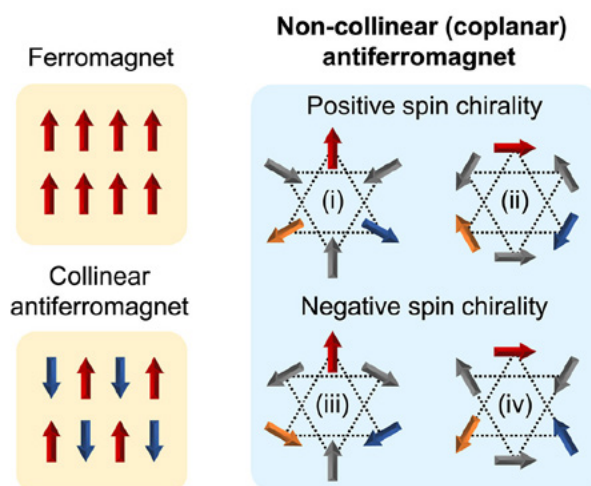 Ferromagnet
Collinear
antiferromagnet
Non-collinear (coplanar)
antiferromagnet
Positive spin chirality
(i)
(ii)
Negative spin chirality
(iii)
(iv)